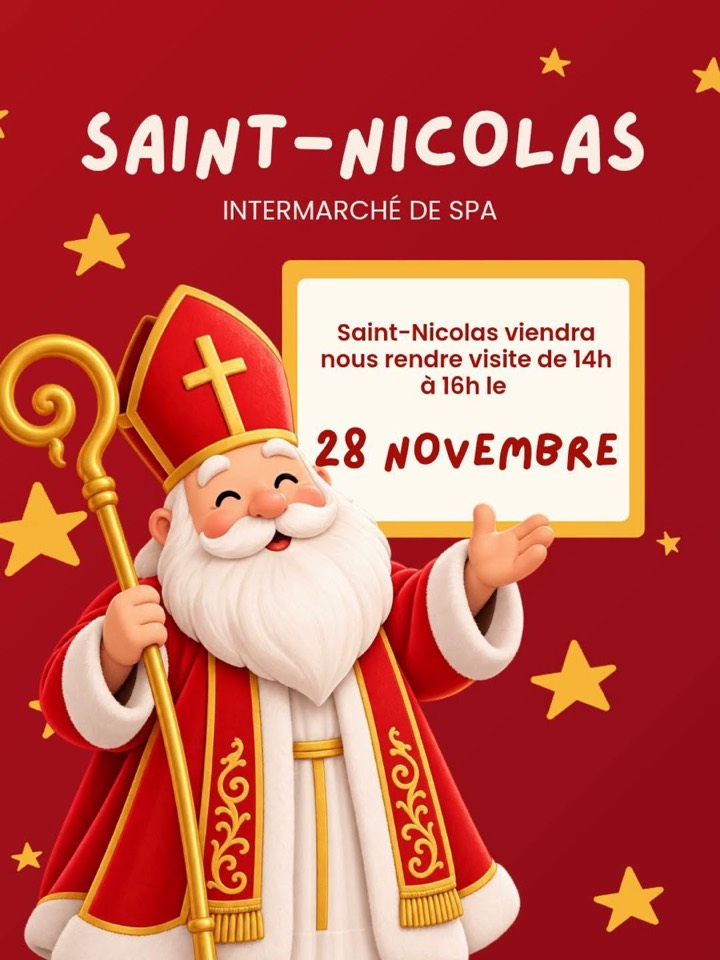 SAINT-NICOLAS
INTERMARCHÉ DE SPA
Saint-Nicolas viendra
nous rendre visite de 14h
à 16h le
28 NOVEMBRE